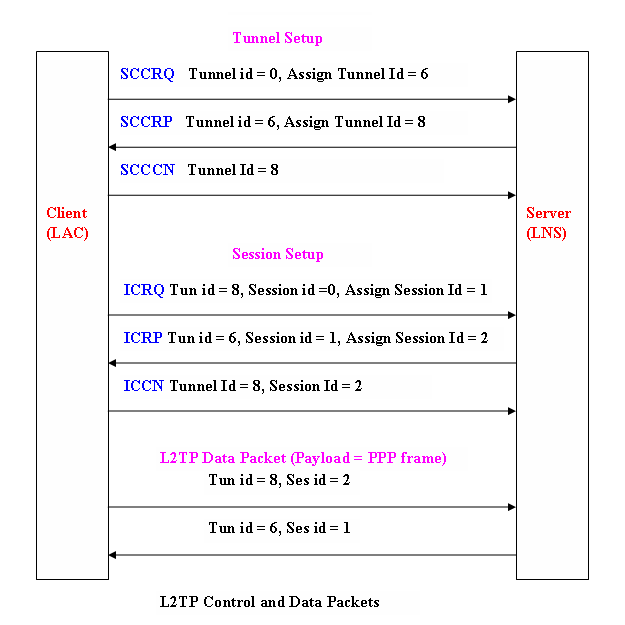 Tunnel Setup
SCCRQ Tunnel id = 0, Assign Tunnel Id = 6
SCCRP Tunnel id = 6, Assign Tunnel Id = 8
SCCCN Tunnel Id = 8
Client
(LAC)
Server
(LNS)
Session Setup
ICRQ Tun id = 8, Session id =0, Assign Session Id = 1
ICRP Tun id = 6, Session id = 1, Assign Session Id = 2
ICCN Tunnel Id = 8, Session Id = 2
L2TP Data Packet (Payload = PPP frame)
Tun id = 8, Ses id = 2
Tun id = 6, Ses id = 1
L2TP Control and Data Packets